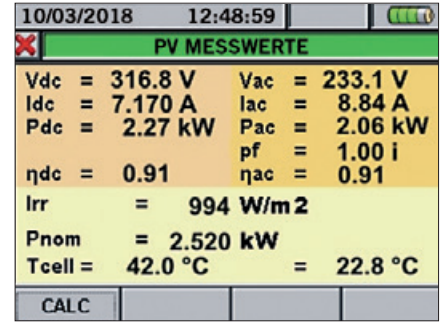 10/03/2018 12:48:59
PV MESSWERTE
Vdc = 316.8 V Vac = 233.1 V
Idc = 7.170 A Iac = 8.84 A
Pdc = 2.27 kW Pac = 2.06 kW
pf = 1.00 i
ηdc = 0.91 ηac = 0.91
Irr = 994 W/m2
Pnom = 2.520 kW
Tcell = 42.0 °C = 22.8 °C
CALC